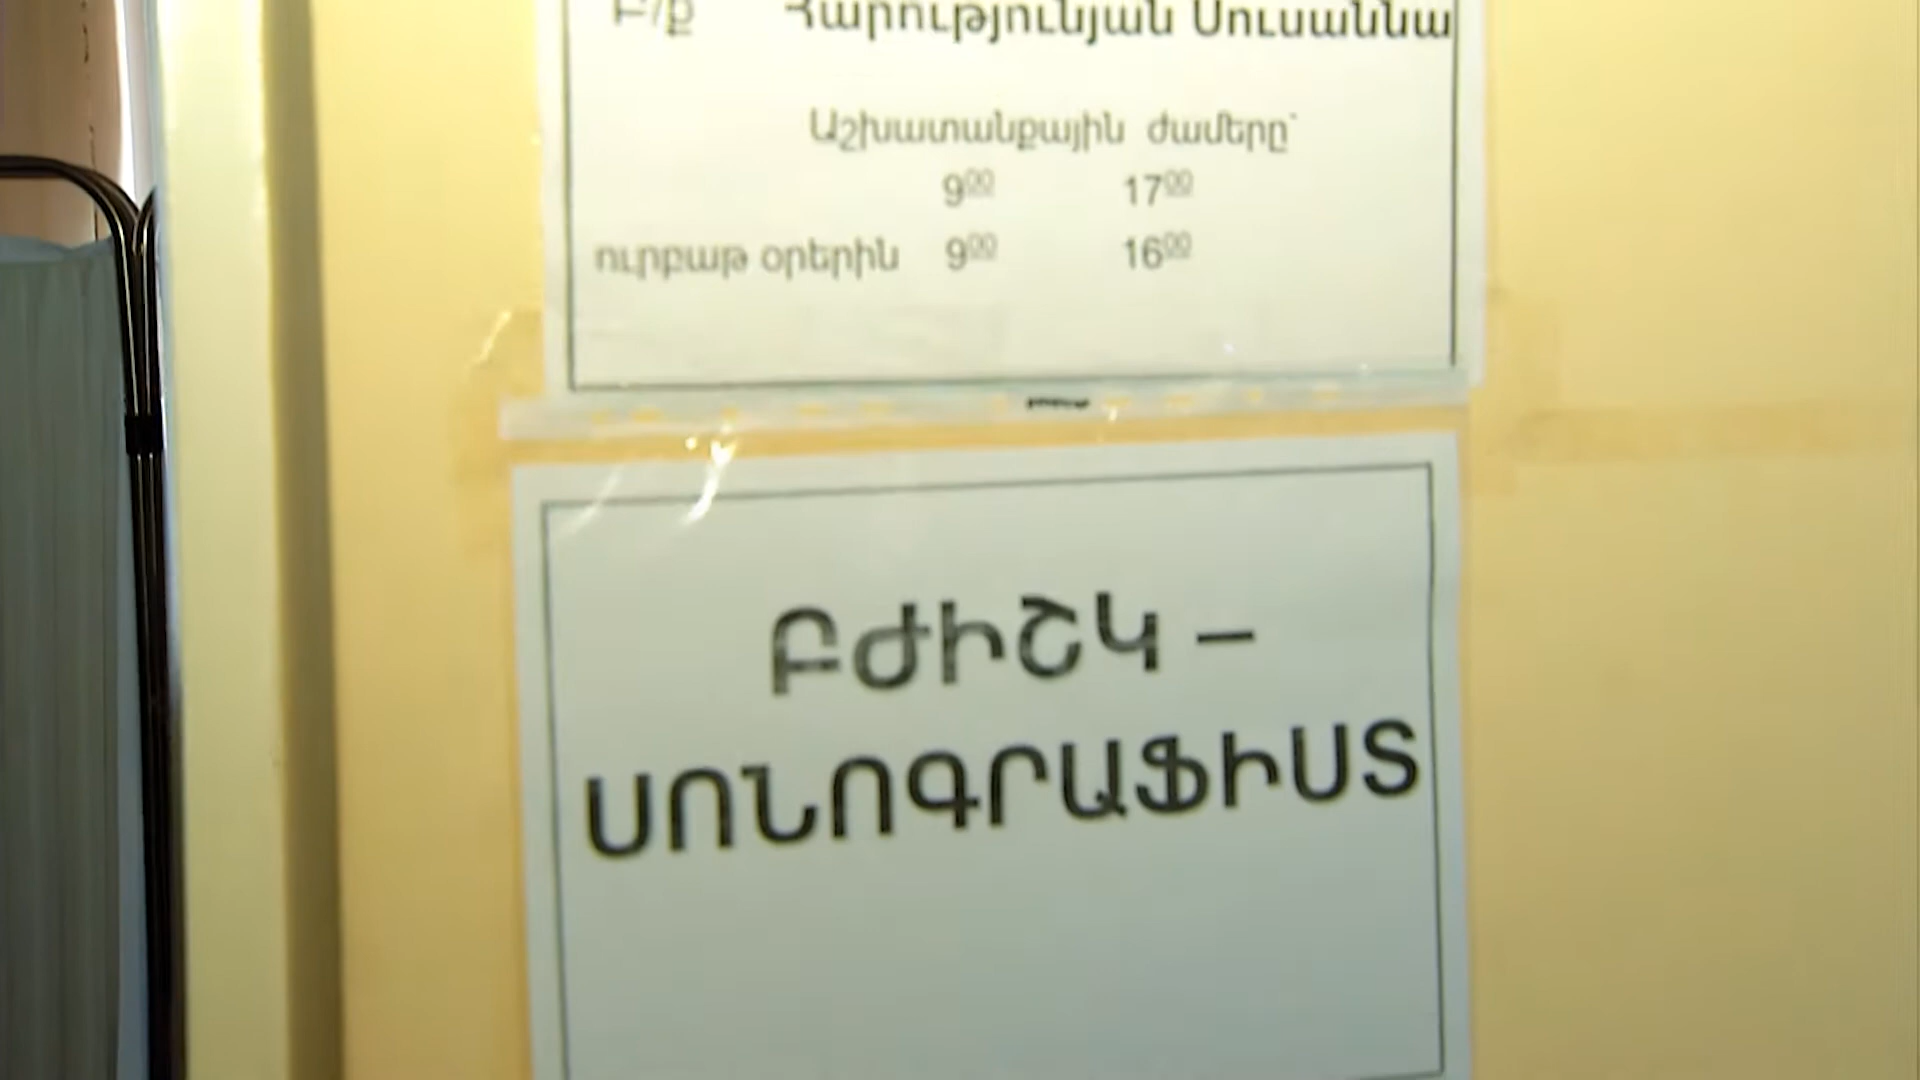 Բ/ք Հարությունյան Սուսաննա
Աշխատանքային ժամերը՝
9⁰⁰ 17⁰⁰
ուրբաթ օրերին 9⁰⁰ 16⁰⁰
ԲԺԻՇԿ –
ՍՈՆՈԳՐԱՖԻՍՏ